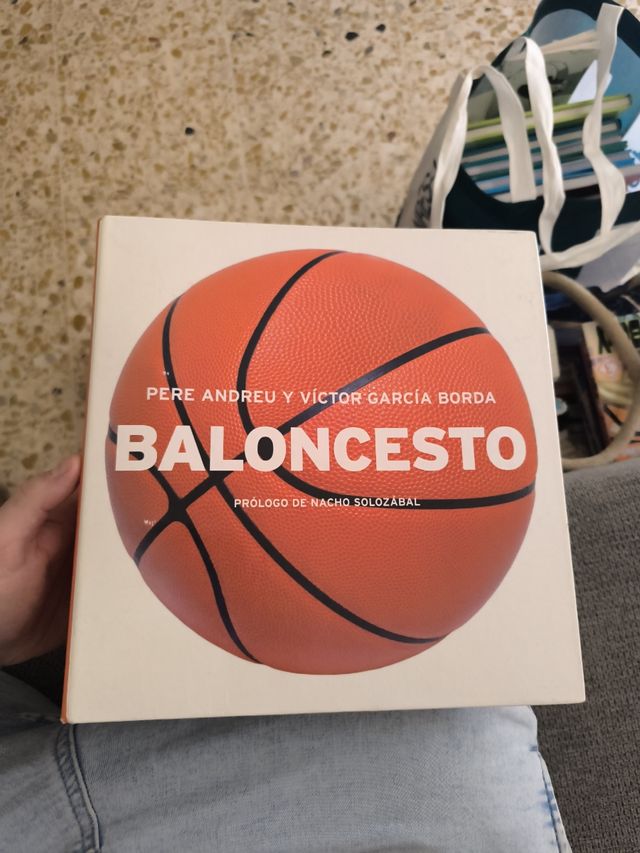 PERE ANDREU Y VÍCTOR GARCÍA BORDA
BALONCESTO
PRÓLOGO DE NACHO SOLOZÁBAL